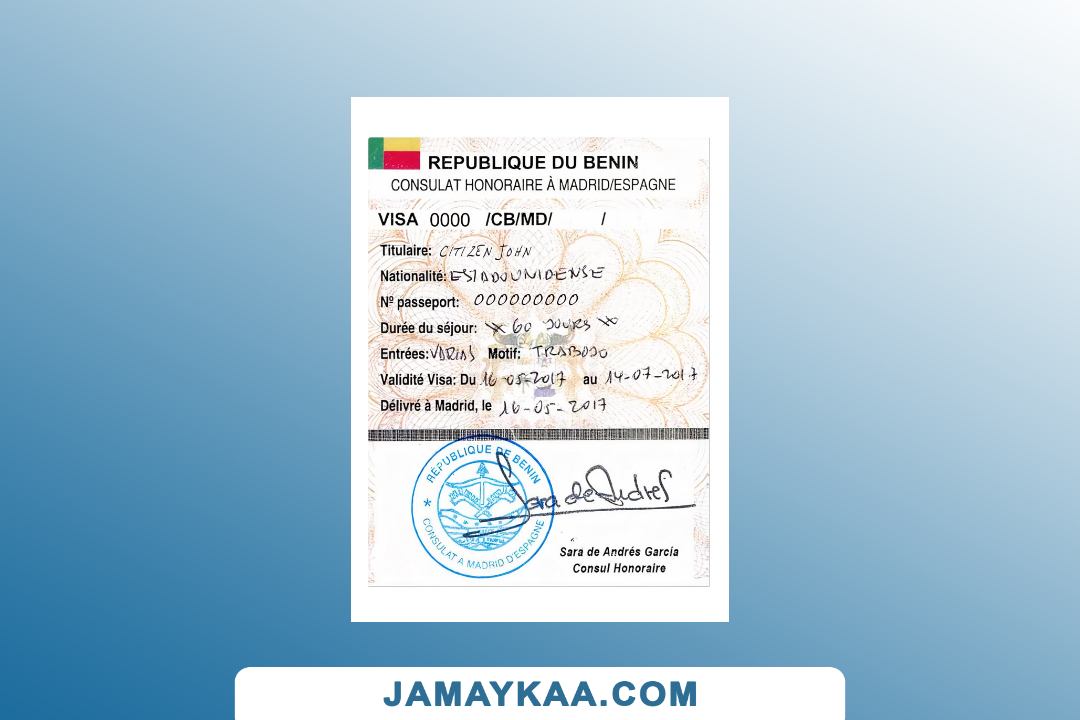 REPUBLIQUE DU BENIN
CONSULAT HONORAIRE À MADRID/ESPAGNE
VISA 0000 /CB/MD/ /
Titulaire: CITIZEN JOHN
Nationalité: ESTADOUNIDENSE
Nº passeport: 000000000
Durée du séjour: 60 JOURS
Entrées: VARIAS Motif: TRABAJO
Validité Visa: Du 16-05-2017 au 14-07-2017
Délivré à Madrid, le 16-05-2017
RÉPUBLIQUE DE BENIN
CONSULAT A MADRID D'ESPAGNE
Sara de Andrés
Sara de Andrés García
Consul Honoraire
JAMAYKAA.COM